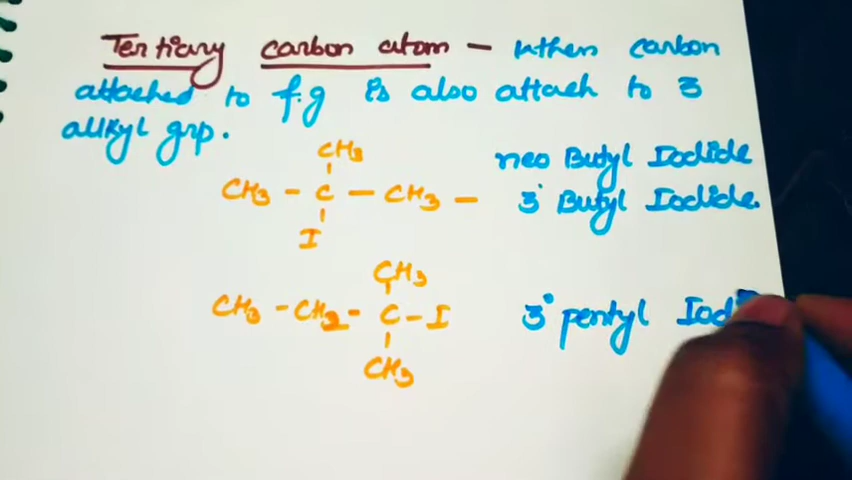 Tertiary carbon atom - when carbon
attached to f.g is also attach to 3
alkyl grp.
CH3
neo Butyl Iodide
CH3 - C - CH3 - 3° Butyl Iodide.
I
CH3
CH3 - CH2 - C - I 3° pentyl
CH3